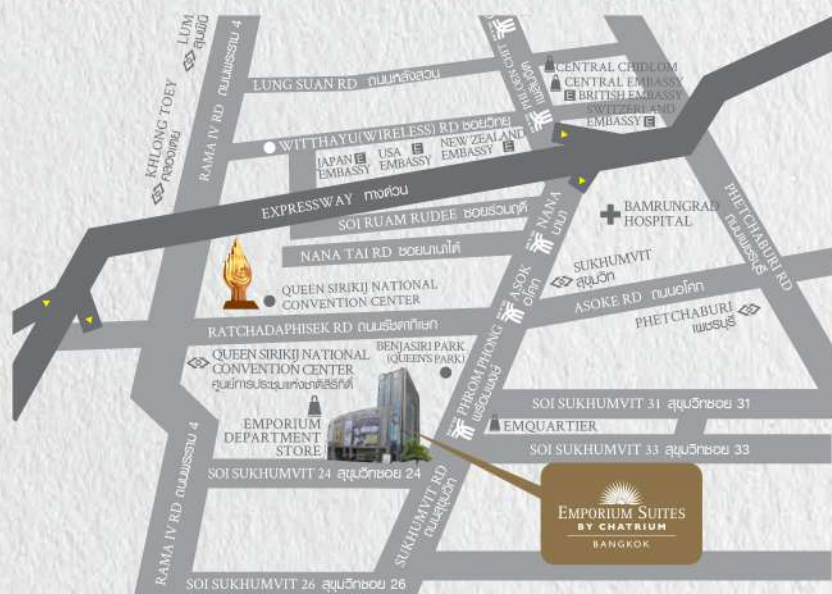 LUM
ลุมพินี
LUNG SUAN RD ถนนหลังสวน
PHLOEN CHIT
เพลินจิต
CENTRAL CHIDLOM
CENTRAL EMBASSY
E BRITISH EMBASSY
SWITZERLAND
EMBASSY E
KHLONG TOEY
คลองเตย
RAMA IV RD ถนนพระราม 4
WITTHAYU(WIRELESS) RD ซอยวิทยุ
JAPAN E
EMBASSY
USA E
EMBASSY
NEW ZEALAND
EMBASSY E
EXPRESSWAY ทางด่วน
SOI RUAM RUDEE ซอยร่วมฤดี
NANA
นานา
BAMRUNGRAD
HOSPITAL
PHETCHABURI RD
ถนนเพชรบุรี
NANA TAI RD ซอยนานาใต้
SUKHUMVIT
สุขุมวิท
QUEEN SIRIKIJ NATIONAL
CONVENTION CENTER
ASOK
อโศก
ASOKE RD ถนนอโศก
PHETCHABURI
เพชรบุรี
RATCHADAPHISEK RD ถนนรัชดาภิเษก
QUEEN SIRIKIJ NATIONAL
CONVENTION CENTER
ศูนย์การประชุมแห่งชาติสิริกิติ์
BENJASIRI PARK
(QUEEN'S PARK)
PHROM PHONG
พร้อมพงษ์
SOI SUKHUMVIT 31 สุขุมวิทซอย 31
EMPORIUM
DEPARTMENT
STORE
EMQUARTIER
SOI SUKHUMVIT 33 สุขุมวิทซอย 33
RAMA IV RD ถนนพระราม 4
SOI SUKHUMVIT 24 สุขุมวิทซอย 24
SUKHUMVIT RD
ถนนสุขุมวิท
EMPORIUM SUITES
BY CHATRIUM
BANGKOK
SOI SUKHUMVIT 26 สุขุมวิทซอย 26